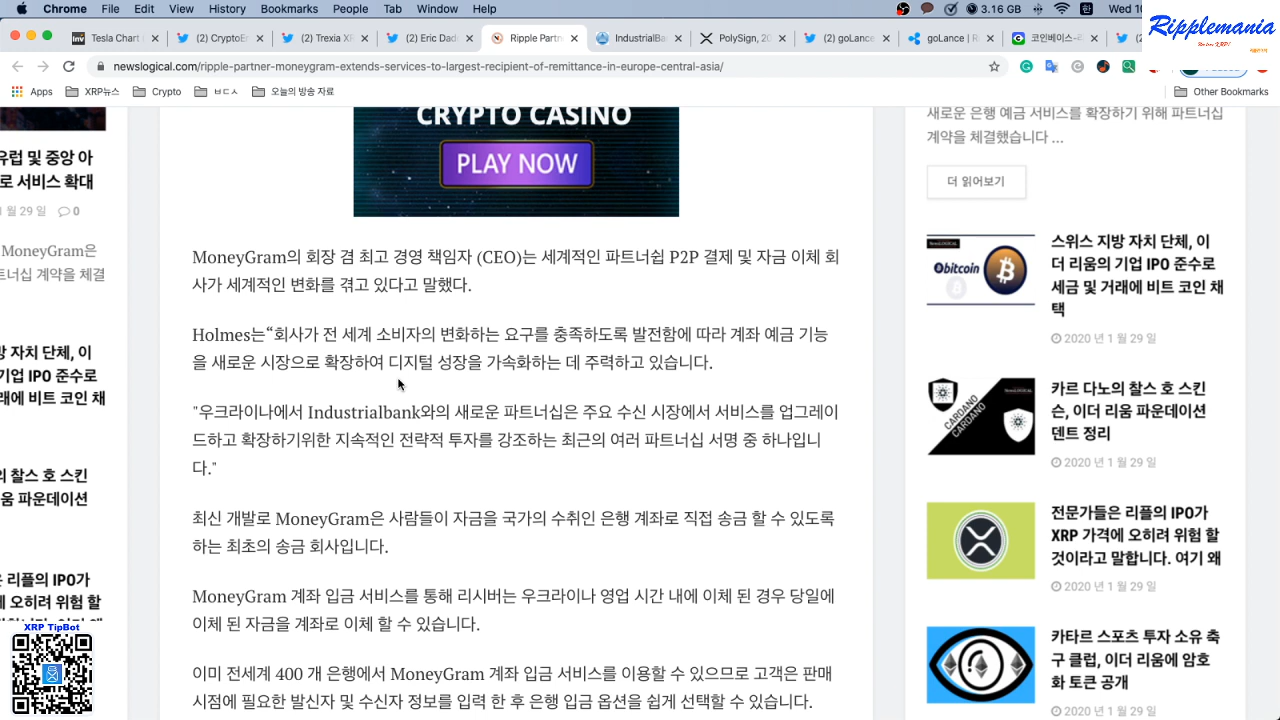 3.16 GB
Tesla Chart |
Industrial Bank
PolySign, 20
goLance | Ri
코인베이스- G
newslogical.com/ripple-partner-moneygram-extends-services-to-largest-recipient-of-remittance-in-europe-central-asia/
Apps
XRP뉴스
Crypto
ㅂㄷㅅ
오늘의 방송 자료
Other Bookmarks
Ripplemania
유럽 및 중앙 아
로 서비스 확대
월 29 일 0
MoneyGram은
트너십 계약을 체결
방 자치 단체, 이
기업 IPO 준수로
래에 비트 코인 채
의 찰스 호 스킨
움 파운데이션
리플의 IPO가
에 오히려 위험 할
XRP TipBot
CRYPTO CASINO
PLAY NOW
MoneyGram의 회장 겸 최고 경영 책임자 (CEO)는 세계적인 파트너쉽 P2P 결제 및 자금 이체 회
사가 세계적인 변화를 겪고 있다고 말했다.
Holmes는“회사가 전 세계 소비자의 변화하는 요구를 충족하도록 발전함에 따라 계좌 예금 기능
을 새로운 시장으로 확장하여 디지털 성장을 가속화하는 데 주력하고 있습니다.
"우크라이나에서 Industrialbank와의 새로운 파트너십은 주요 수신 시장에서 서비스를 업그레이
드하고 확장하기위한 지속적인 전략적 투자를 강조하는 최근의 여러 파트너십 서명 중 하나입니
다."
최신 개발로 MoneyGram은 사람들이 자금을 국가의 수취인 은행 계좌로 직접 송금 할 수 있도록
하는 최초의 송금 회사입니다.
MoneyGram 계좌 입금 서비스를 통해 리시버는 우크라이나 영업 시간 내에 이체 된 경우 당일에
이체 된 자금을 계좌로 이체 할 수 있습니다.
이미 전세계 400 개 은행에서 MoneyGram 계좌 입금 서비스를 이용할 수 있으므로 고객은 판매
시점에 필요한 발신자 및 수신자 정보를 입력 한 후 은행 입금 옵션을 쉽게 선택할 수 있습니다.
새로운 은행 예금 서비스를 확장하기 위해 파트너십
계약을 체결했습니다 ...
더 읽어보기
bitcoin
스위스 지방 자치 단체, 이
더 리움의 기업 IPO 준수로
세금 및 거래에 비트 코인 채
택
2020 년 1 월 29 일
CARDANO
CARDANO
카르 다노의 찰스 호 스킨
슨, 이더 리움 파운데이션
덴트 정리
2020 년 1 월 29 일
전문가들은 리플의 IPO가
XRP 가격에 오히려 위험 할
것이라고 말합니다. 여기 왜
2020 년 1 월 29 일
카타르 스포츠 투자 소유 축
구 클럽, 이더 리움에 암호
화 토큰 공개
2020 년 1 월 29 일